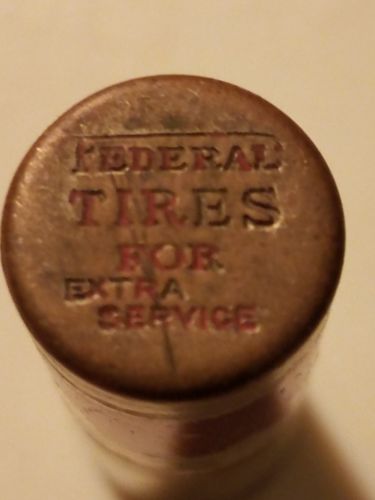 FEDERAL
TIRES
FOR
EXTRA
SERVICE